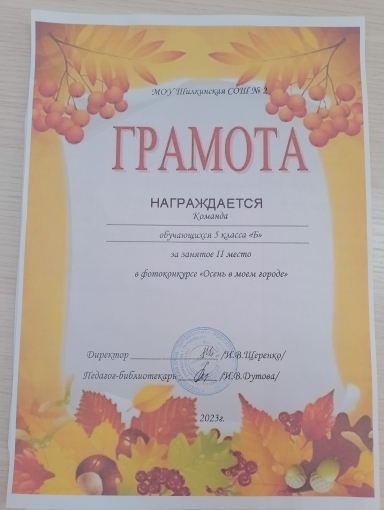 МОУ Шилкинская СОШ № 2
ГРАМОТА
НАГРАЖДАЕТСЯ
Команда
обучающихся 5 класса «Б»
за занятое II место
в фотоконкурсе «Осень в моем городе»
Директор /И.В.Щеренко/
Педагог-библиотекарь /И.В.Дутова/
2023г.